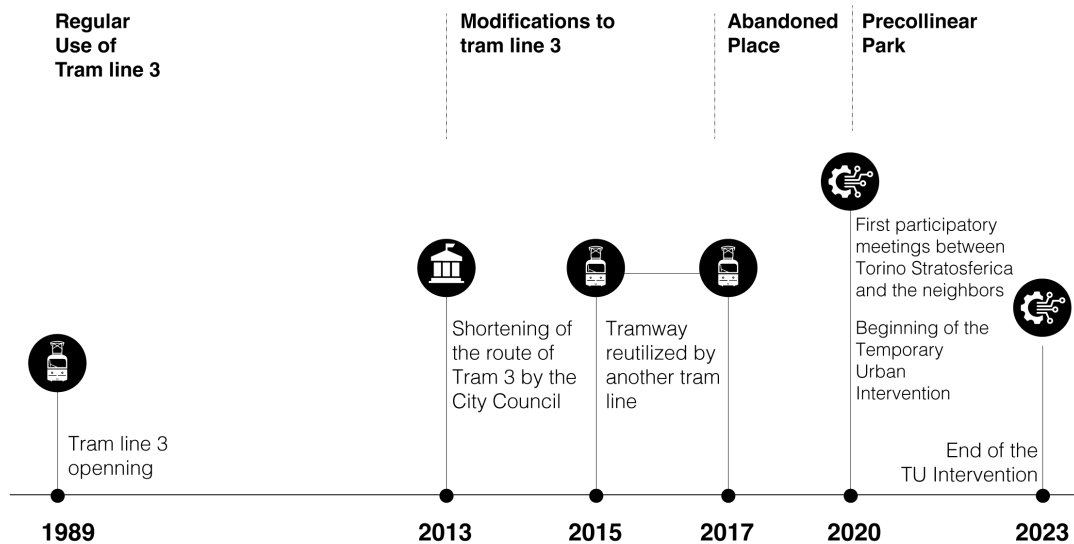 Regular
Use of
Tram line 3
Modifications to
tram line 3
Abandoned
Place
Precollinear
Park
Tram line 3
openning
Shortening of
the route of
Tram 3 by the
City Council
Tramway
reutilized by
another tram
line
First participatory
meetings between
Torino Stratosferica
and the neighbors
Beginning of the
Temporary
Urban
Intervention
End of the
TU Intervention
1989
2013
2015
2017
2020
2023